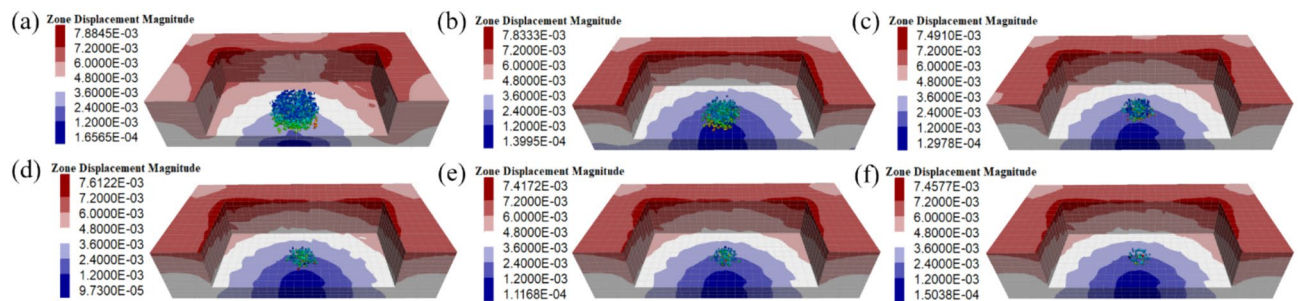 (a) Zone Displacement Magnitude
7.8845E-03
7.2000E-03
6.0000E-03
4.8000E-03
3.6000E-03
2.4000E-03
1.2000E-03
1.6565E-04
(b) Zone Displacement Magnitude
7.8333E-03
7.2000E-03
6.0000E-03
4.8000E-03
3.6000E-03
2.4000E-03
1.2000E-03
1.3995E-04
(c) Zone Displacement Magnitude
7.4910E-03
7.2000E-03
6.0000E-03
4.8000E-03
3.6000E-03
2.4000E-03
1.2000E-03
1.2978E-04
(d) Zone Displacement Magnitude
7.6122E-03
7.2000E-03
6.0000E-03
4.8000E-03
3.6000E-03
2.4000E-03
1.2000E-03
9.7300E-05
(e) Zone Displacement Magnitude
7.4172E-03
7.2000E-03
6.0000E-03
4.8000E-03
3.6000E-03
2.4000E-03
1.2000E-03
1.1168E-04
(f) Zone Displacement Magnitude
7.4577E-03
7.2000E-03
6.0000E-03
4.8000E-03
3.6000E-03
2.4000E-03
1.2000E-03
1.5038E-04